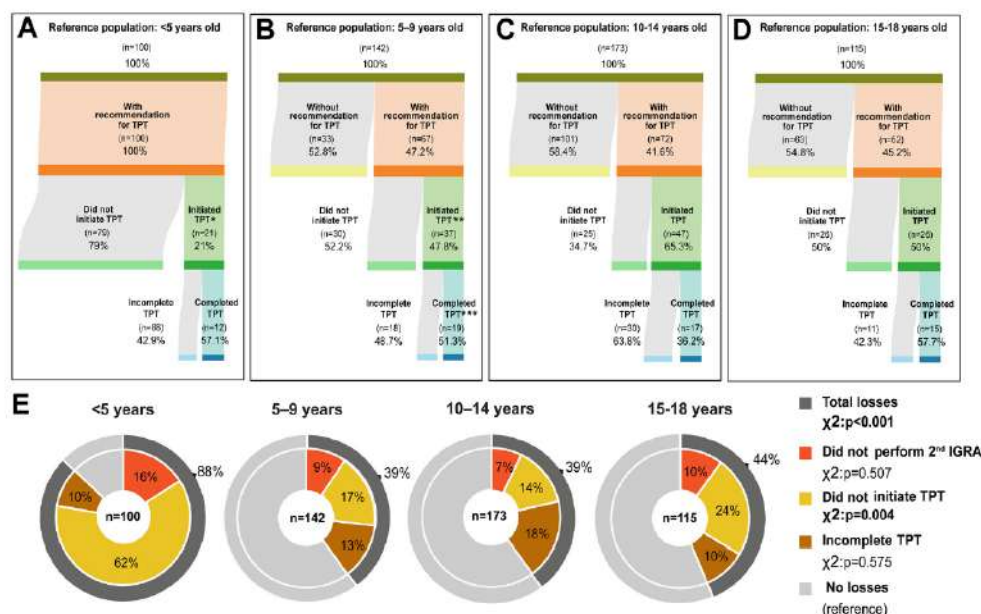 A Reference population: <5 years old
(n=100)
100%
With
recommendation
for TPT
(n=100)
100%
Did not
initiate TPT
(n=79)
79%
Initiated
TPT*
(n=21)
21%
Incomplete
TPT
(n=88)
42.9%
Completed
TPT
(n=12)
57.1%
B Reference population: 5–9 years old
(n=142)
100%
Without
recommendation
for TPT
(n=33)
52.8%
With
recommendation
for TPT
(n=67)
47.2%
Did not
initiate TPT
(n=30)
52.2%
Initiated
TPT**
(n=37)
47.8%
Incomplete
TPT
(n=18)
48.7%
Completed
TPT***
(n=19)
51.3%
C Reference population: 10-14 years old
(n=173)
100%
Without
recommendation
for TPT
(n=101)
58.4%
With
recommendation
for TPT
(n=72)
41.6%
Did not
initiate TPT
(n=25)
34.7%
Initiated
TPT
(n=47)
65.3%
Incomplete
TPT
(n=30)
63.8%
Completed
TPT
(n=17)
36.2%
D Reference population: 15-18 years old
(n=115)
100%
Without
recommendation
for TPT
(n=63)
54.8%
With
recommendation
for TPT
(n=52)
45.2%
Did not
initiate TPT
(n=26)
50%
Initiated
TPT
(n=26)
50%
Incomplete
TPT
(n=11)
42.3%
Completed
TPT
(n=15)
57.7%
E
<5 years
88%
16%
10%
n=100
62%
5–9 years
39%
9%
17%
n=142
13%
10–14 years
39%
7%
14%
n=173
18%
15-18 years
44%
10%
24%
n=115
10%
Total losses
χ2:p<0.001
Did not perform 2nd IGRA
χ2:p=0.507
Did not initiate TPT
χ2:p=0.004
Incomplete TPT
χ2:p=0.575
No losses
(reference)